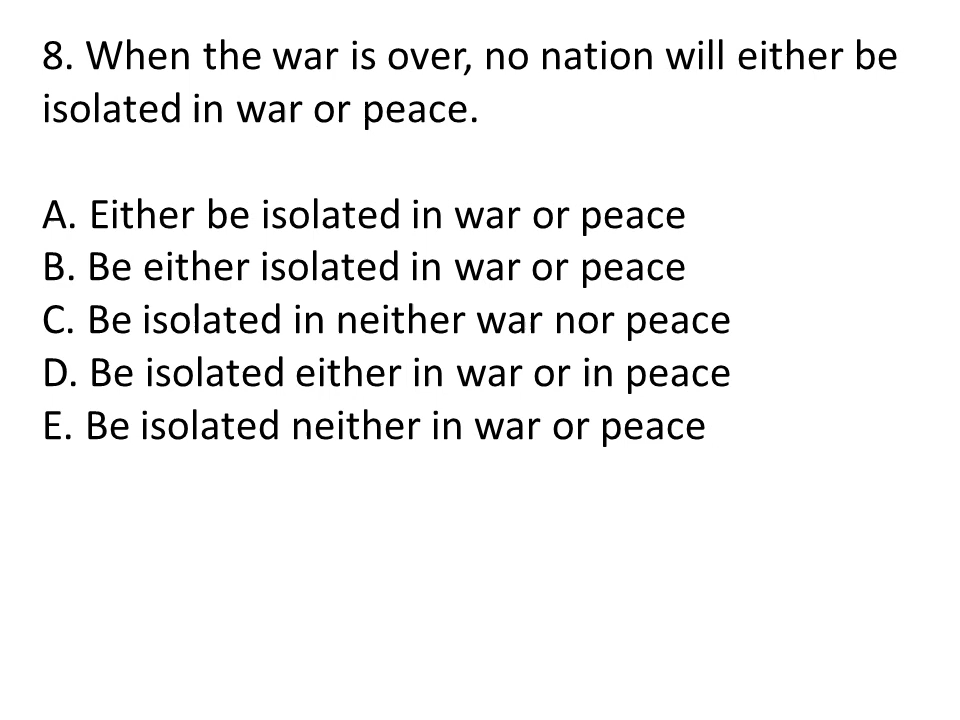 8. When the war is over, no nation will either be
isolated in war or peace.
A. Either be isolated in war or peace
B. Be either isolated in war or peace
C. Be isolated in neither war nor peace
D. Be isolated either in war or in peace
E. Be isolated neither in war or peace